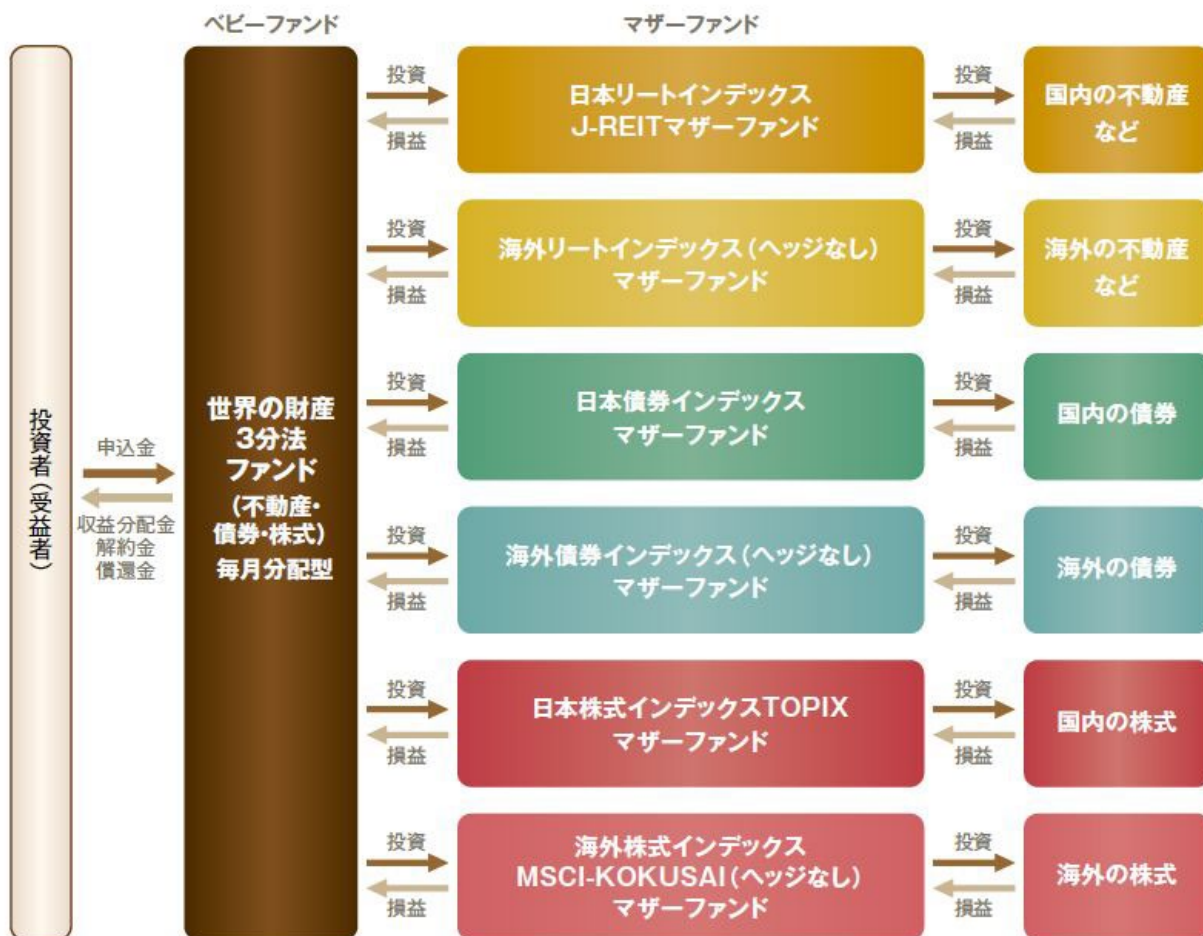 ベビーファンド
マザーファンド
投資者(受益者)
申込金
収益分配金
解約金
償還金
世界の財産
3分法
ファンド
(不動産・
債券・株式)
毎月分配型
投資
損益
日本リートインデックス
J-REITマザーファンド
投資
損益
国内の不動産
など
投資
損益
海外リートインデックス(ヘッジなし)
マザーファンド
投資
損益
海外の不動産
など
投資
損益
日本債券インデックス
マザーファンド
投資
損益
国内の債券
投資
損益
海外債券インデックス(ヘッジなし)
マザーファンド
投資
損益
海外の債券
投資
損益
日本株式インデックスTOPIX
マザーファンド
投資
損益
国内の株式
投資
損益
海外株式インデックス
MSCI-KOKUSAI(ヘッジなし)
マザーファンド
投資
損益
海外の株式